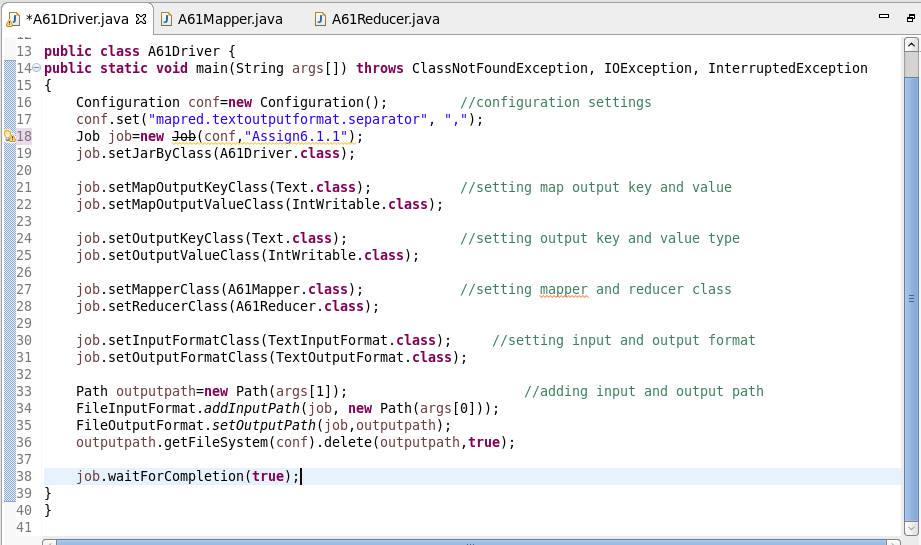 *A61Driver.java A61Mapper.java A61Reducer.java
13 public class A61Driver {
14 public static void main(String args[]) throws ClassNotFoundException, IOException, InterruptedException
15 {
16 Configuration conf=new Configuration(); //configuration settings
17 conf.set("mapred.textoutputformat.separator", ",");
18 Job job=new Job(conf,"Assign6.1.1");
19 job.setJarByClass(A61Driver.class);
20
21 job.setMapOutputKeyClass(Text.class); //setting map output key and value
22 job.setMapOutputValueClass(IntWritable.class);
23
24 job.setOutputKeyClass(Text.class); //setting output key and value type
25 job.setOutputValueClass(IntWritable.class);
26
27 job.setMapperClass(A61Mapper.class); //setting mapper and reducer class
28 job.setReducerClass(A61Reducer.class);
29
30 job.setInputFormatClass(TextInputFormat.class); //setting input and output format
31 job.setOutputFormatClass(TextOutputFormat.class);
32
33 Path outputpath=new Path(args[1]); //adding input and output path
34 FileInputFormat.addInputPath(job, new Path(args[0]));
35 FileOutputFormat.setOutputPath(job,outputpath);
36 outputpath.getFileSystem(conf).delete(outputpath,true);
37
38 job.waitForCompletion(true);
39 }
40 }
41